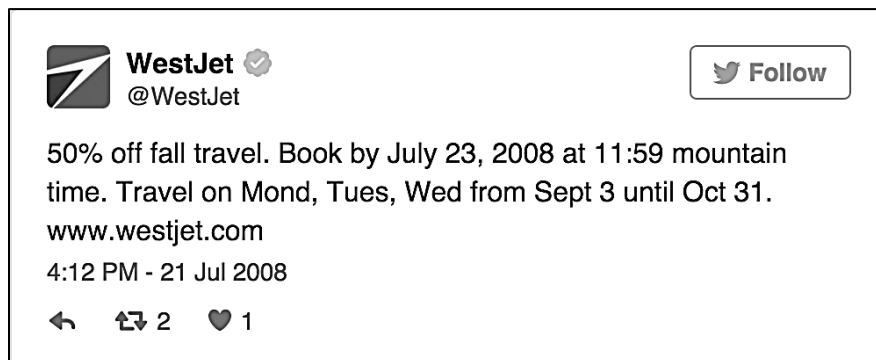 WestJet
@WestJet
Follow
50% off fall travel. Book by July 23, 2008 at 11:59 mountain
time. Travel on Mond, Tues, Wed from Sept 3 until Oct 31.
www.westjet.com
4:12 PM - 21 Jul 2008
2 1